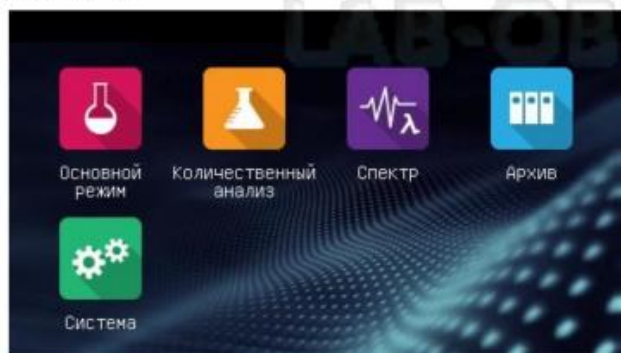 LAB-OB
Основной
режим
Количественный
анализ
Спектр
Архив
λ
Система